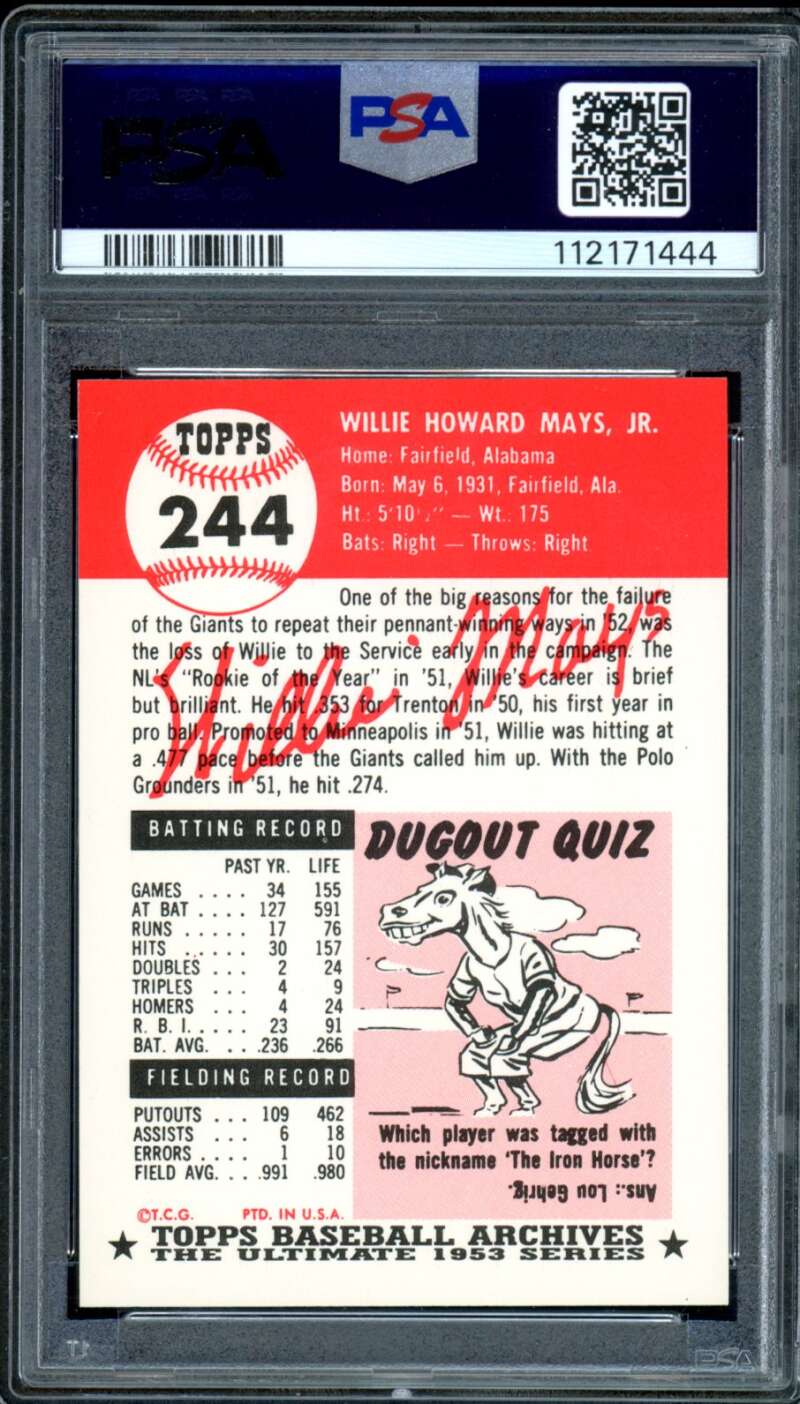 PSA
PSA
112171444
TOPPS
244
WILLIE HOWARD MAYS, JR.
Home: Fairfield, Alabama
Born: May 6, 1931, Fairfield, Ala.
Ht.: 5'10½" — Wt.: 175
Bats: Right — Throws: Right
One of the big reasons for the failure
of the Giants to repeat their pennant-winning ways in '52, was
the loss of Willie to the Service early in the campaign. The
NL's "Rookie of the Year" in '51, Willie's career is brief
but brilliant. He hit .353 for Trenton in '50, his first year in
pro ball. Promoted to Minneapolis in '51, Willie was hitting at
a .477 pace before the Giants called him up. With the Polo
Grounders in '51, he hit .274.
Willie Mays
BATTING RECORD
PAST YR. LIFE
GAMES .... 34 155
AT BAT .... 127 591
RUNS ..... 17 76
HITS ...... 30 157
DOUBLES ... 2 24
TRIPLES ... 4 9
HOMERS ... 4 24
R. B. I. .... 23 91
BAT. AVG. ... .236 .266
FIELDING RECORD
PUTOUTS ... 109 462
ASSISTS ... 6 18
ERRORS .... 1 10
FIELD AVG. ... .991 .980
DUGOUT QUIZ
Which player was tagged with
the nickname 'The Iron Horse'?
Ans.: Lou Gehrig.
©T.C.G. PTD. IN U.S.A.
★ TOPPS BASEBALL ARCHIVES ★
THE ULTIMATE 1953 SERIES
PSA